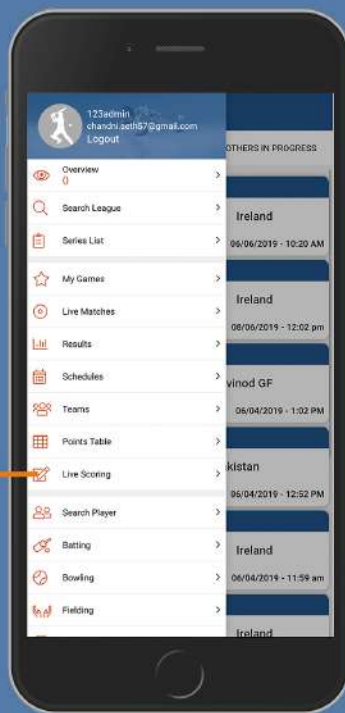 123admin
chandni.seth57@gmail.com
Logout
OTHERS IN PROGRESS
Overview
()
Search League
Series List
My Games
Live Matches
Results
Schedules
Teams
Points Table
Live Scoring
Search Player
Batting
Bowling
Fielding
Ireland
06/06/2019 - 10:20 AM
Ireland
08/06/2019 - 12:02 pm
vinod GF
06/04/2019 - 1:02 PM
kistan
06/04/2019 - 12:52 PM
Ireland
06/04/2019 - 11:59 am
Ireland